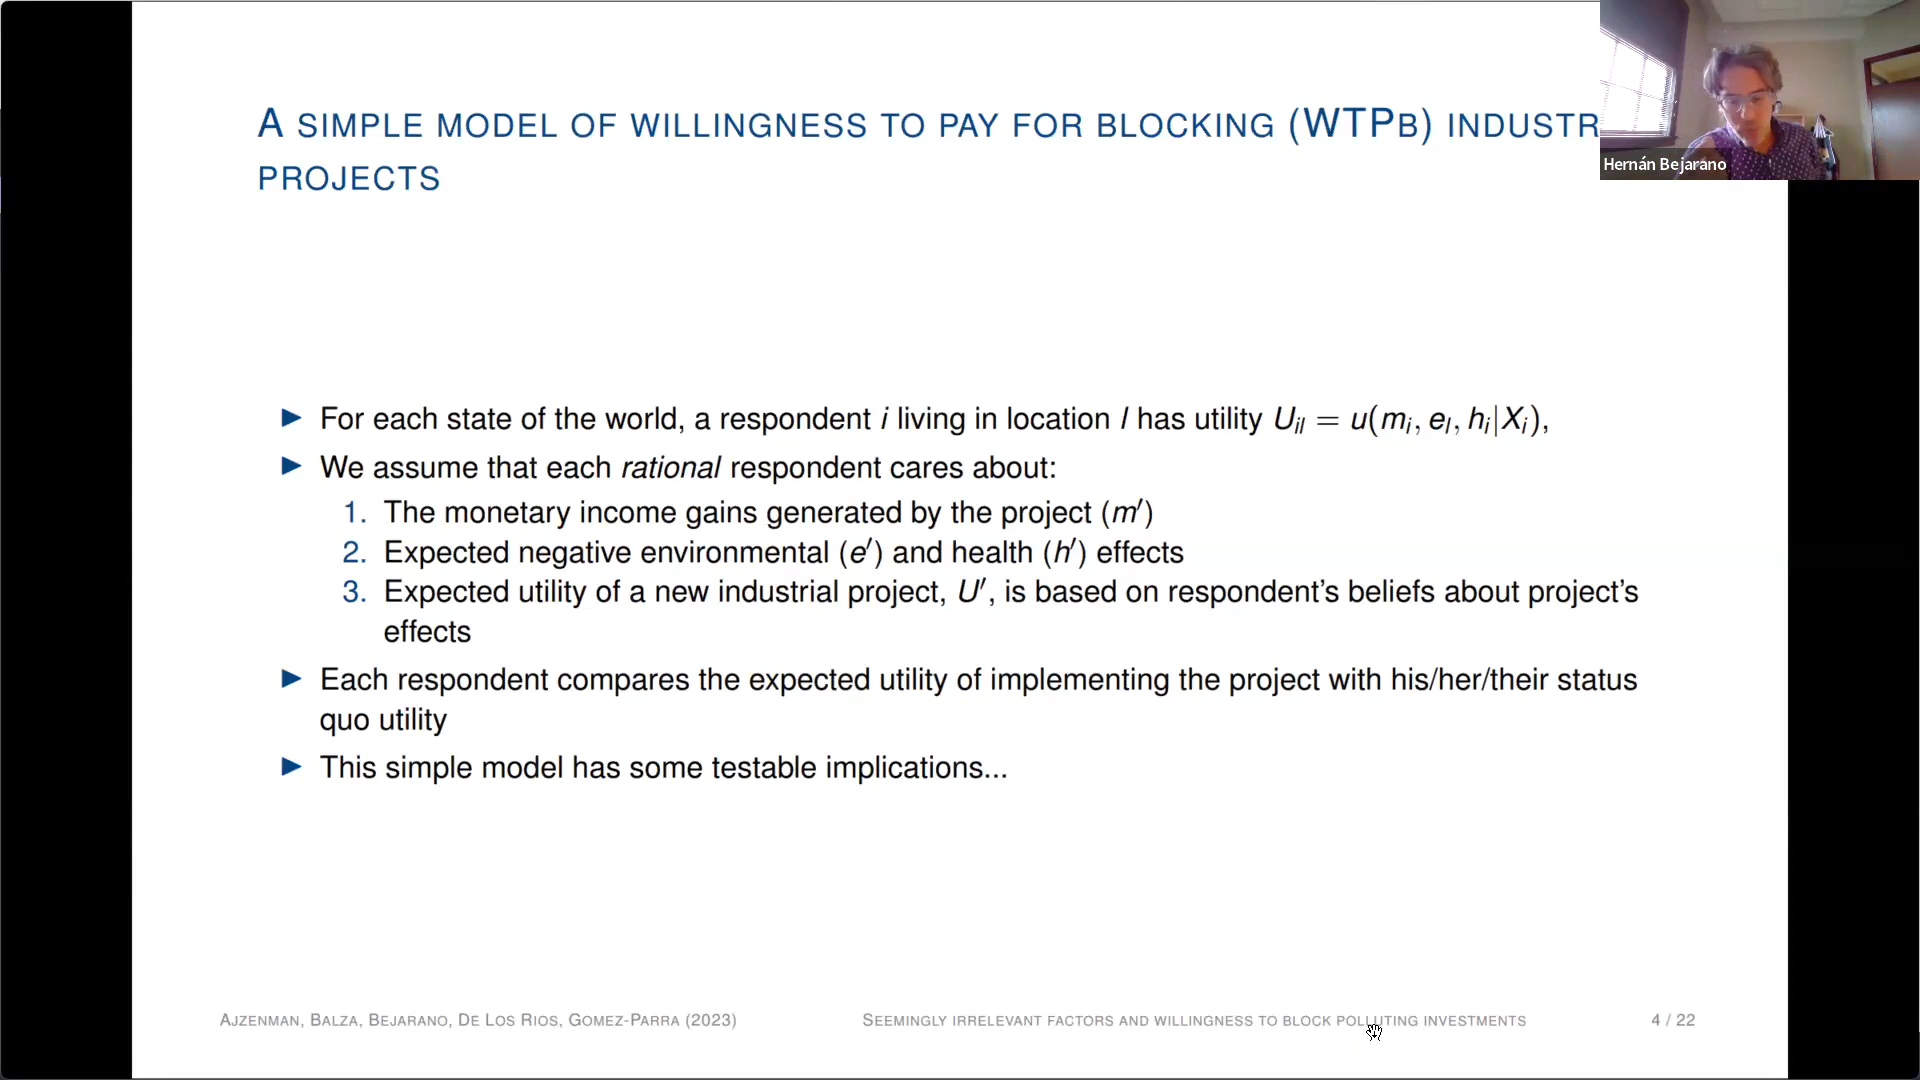 A SIMPLE MODEL OF WILLINGNESS TO PAY FOR BLOCKING (WTPB) INDUSTR
PROJECTS
Hernán Bejarano
▶ For each state of the world, a respondent i living in location l has utility U_il = u(m_i, e_l, h_i|X_i),
▶ We assume that each rational respondent cares about:
1. The monetary income gains generated by the project (m′)
2. Expected negative environmental (e′) and health (h′) effects
3. Expected utility of a new industrial project, U′, is based on respondent's beliefs about project's
effects
▶ Each respondent compares the expected utility of implementing the project with his/her/their status
quo utility
▶ This simple model has some testable implications...
AJZENMAN, BALZA, BEJARANO, DE LOS RIOS, GOMEZ-PARRA (2023)
SEEMINGLY IRRELEVANT FACTORS AND WILLINGNESS TO BLOCK POLLUTING INVESTMENTS
4 / 22